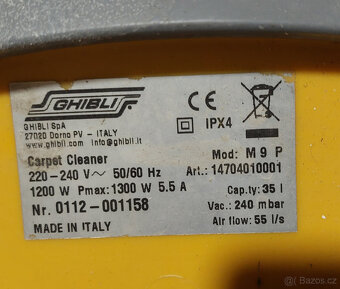 GHIBLI
GHIBLI SpA
27020 Dorno PV - ITALY
www.ghibli.com info@ghibli.it
IPX4
Carpet Cleaner
Mod: M 9 P
220-240 V~ 50/60 Hz
Art.: 14704010001
1200 W Pmax: 1300 W 5.5 A
Cap.ty: 35 l
Nr. 0112-001158
Vac.: 240 mbar
MADE IN ITALY
Air flow: 55 l/s
© Bazos.cz